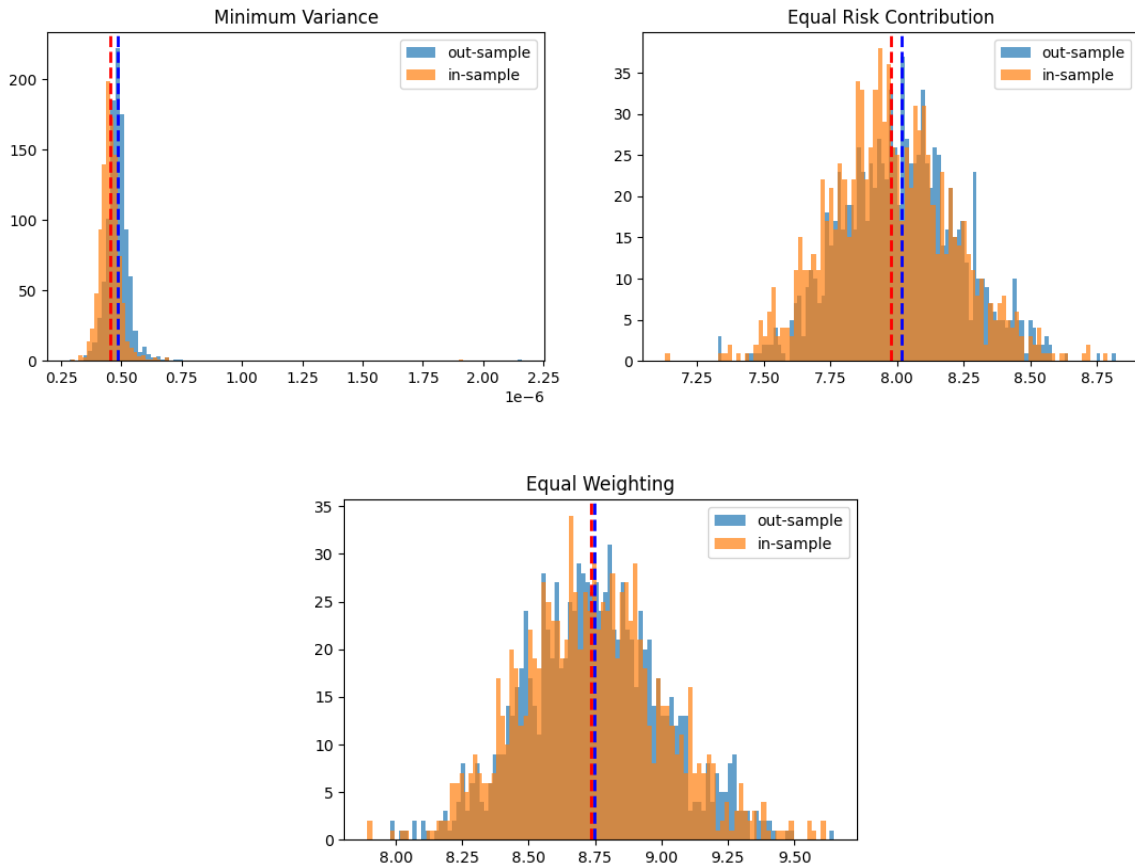 Minimum Variance
out-sample
in-sample
200
150
100
50
0
0.25 0.50 0.75 1.00 1.25 1.50 1.75 2.00 2.25
1e-6
Equal Risk Contribution
out-sample
in-sample
35
30
25
20
15
10
5
0
7.25 7.50 7.75 8.00 8.25 8.50 8.75
Equal Weighting
out-sample
in-sample
35
30
25
20
15
10
5
0
8.00 8.25 8.50 8.75 9.00 9.25 9.50